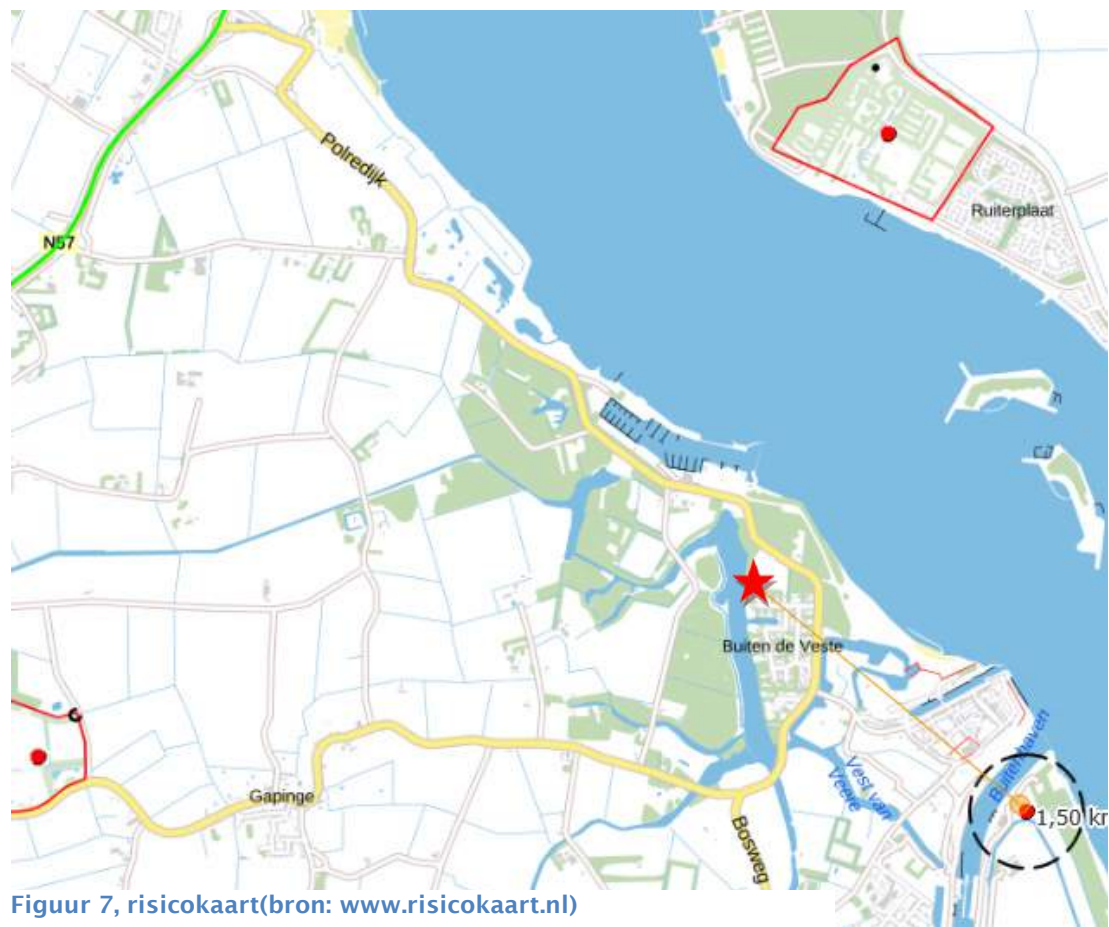 Polredijk
N57
Ruiterplaat
Buiten de Veste
Buitenhaven
Vest van
Veere
1,50 km
Gapinge
Bosweg
Figuur 7, risicokaart(bron: www.risicokaart.nl)